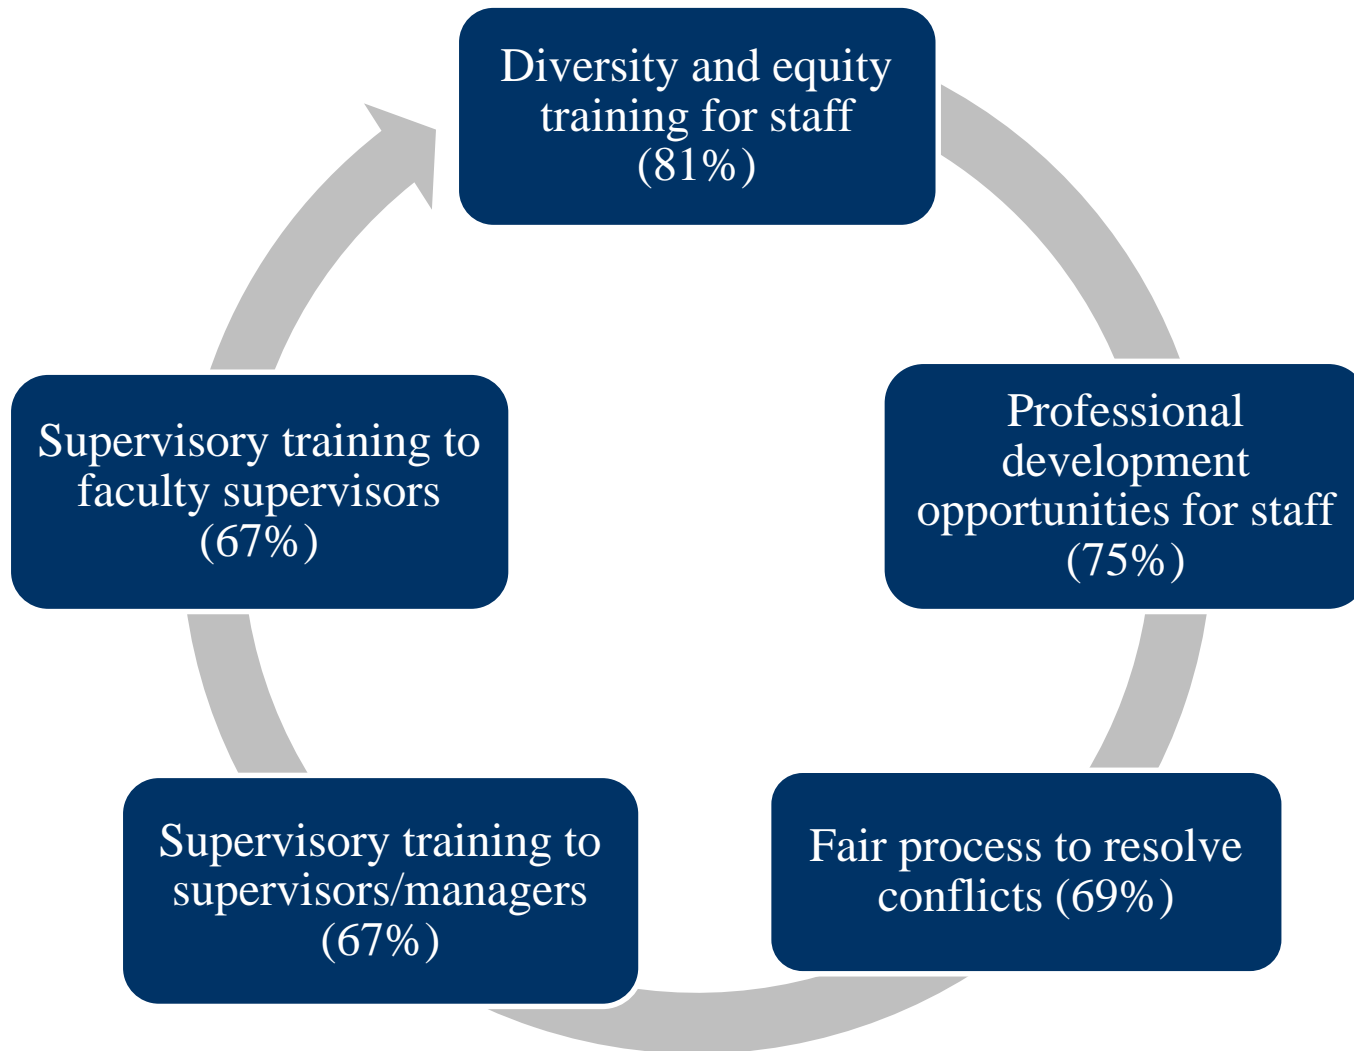 Diversity and equity
training for staff
(81%)
Professional
development
opportunities for staff
(75%)
Fair process to resolve
conflicts (69%)
Supervisory training to
supervisors/managers
(67%)
Supervisory training to
faculty supervisors
(67%)